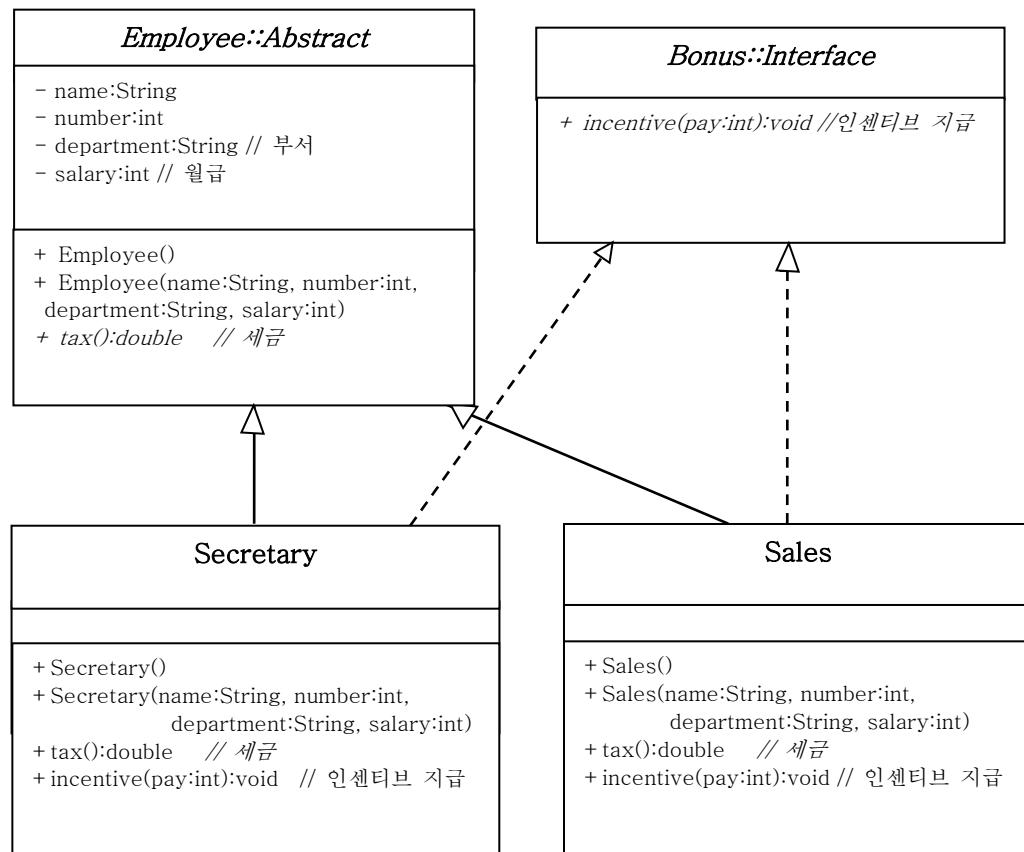 Employee::Abstract
- name:String
- number:int
- department:String // 부서
- salary:int // 월급
+ Employee()
+ Employee(name:String, number:int,
department:String, salary:int)
+ tax():double // 세금
Bonus::Interface
+ incentive(pay:int):void //인센티브 지급
Secretary
+ Secretary()
+ Secretary(name:String, number:int,
department:String, salary:int)
+ tax():double // 세금
+ incentive(pay:int):void // 인센티브 지급
Sales
+ Sales()
+ Sales(name:String, number:int,
department:String, salary:int)
+ tax():double // 세금
+ incentive(pay:int):void // 인센티브 지급